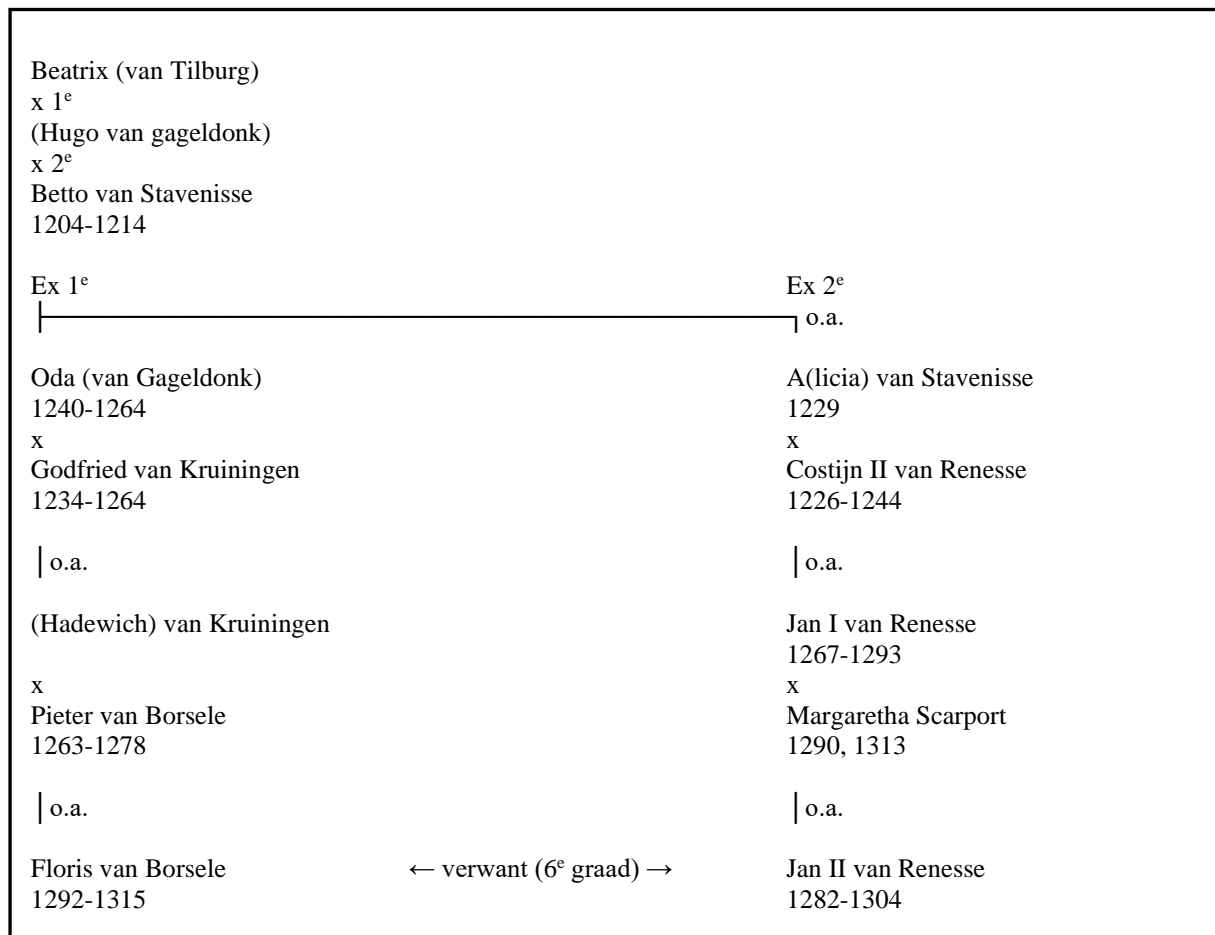 Beatrix (van Tilburg)
x 1e
(Hugo van gageldonk)
x 2e
Betto van Stavenisse
1204-1214
Ex 1e Ex 2e
o.a.
Oda (van Gageldonk) A(licia) van Stavenisse
1240-1264 1229
x x
Godfried van Kruiningen Costijn II van Renesse
1234-1264 1226-1244
o.a. o.a.
(Hadewich) van Kruiningen Jan I van Renesse
1267-1293
x x
Pieter van Borsele Margaretha Scarport
1263-1278 1290, 1313
o.a. o.a.
Floris van Borsele ← verwant (6e graad) → Jan II van Renesse
1292-1315 1282-1304